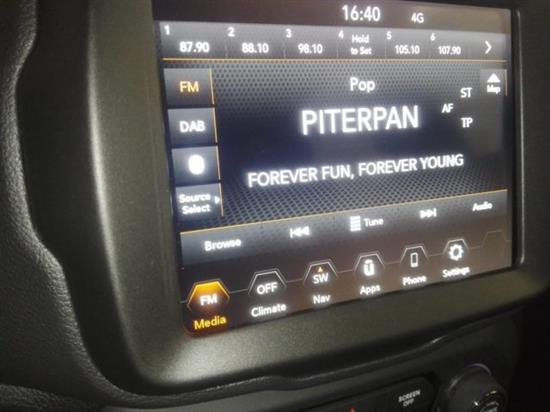 16:40 4G
1 2 3 4 5 6
87.90 88.10 98.10 Hold to Set 105.10 107.90
FM Pop Map
ST
DAB PITERPAN AF
TP
FOREVER FUN, FOREVER YOUNG
Source
Select
Browse Tune Audio
FM OFF SW
Media Climate Nav Apps Phone Settings
SCREEN
OFF